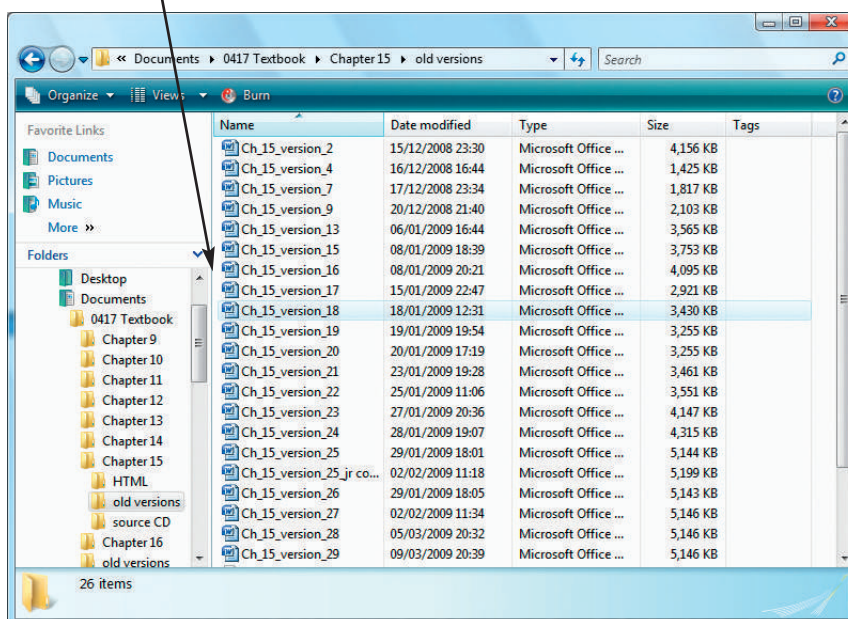 « Documents ▸ 0417 Textbook ▸ Chapter 15 ▸ old versions Search
Organize Views Burn
Favorite Links
Documents
Pictures
Music
More »
Folders
Desktop
Documents
0417 Textbook
Chapter 9
Chapter 10
Chapter 11
Chapter 12
Chapter 13
Chapter 14
Chapter 15
HTML
old versions
source CD
Chapter 16
old versions
Name Date modified Type Size Tags
Ch_15_version_2 15/12/2008 23:30 Microsoft Office ... 4,156 KB
Ch_15_version_4 16/12/2008 16:44 Microsoft Office ... 1,425 KB
Ch_15_version_7 17/12/2008 23:34 Microsoft Office ... 1,817 KB
Ch_15_version_9 20/12/2008 21:40 Microsoft Office ... 2,103 KB
Ch_15_version_13 06/01/2009 16:44 Microsoft Office ... 3,565 KB
Ch_15_version_15 08/01/2009 18:39 Microsoft Office ... 3,753 KB
Ch_15_version_16 08/01/2009 20:21 Microsoft Office ... 4,095 KB
Ch_15_version_17 15/01/2009 22:47 Microsoft Office ... 2,921 KB
Ch_15_version_18 18/01/2009 12:31 Microsoft Office ... 3,430 KB
Ch_15_version_19 19/01/2009 19:54 Microsoft Office ... 3,255 KB
Ch_15_version_20 20/01/2009 17:19 Microsoft Office ... 3,255 KB
Ch_15_version_21 23/01/2009 19:28 Microsoft Office ... 3,461 KB
Ch_15_version_22 25/01/2009 11:06 Microsoft Office ... 3,551 KB
Ch_15_version_23 27/01/2009 20:36 Microsoft Office ... 4,147 KB
Ch_15_version_24 28/01/2009 19:07 Microsoft Office ... 4,315 KB
Ch_15_version_25 29/01/2009 18:01 Microsoft Office ... 5,144 KB
Ch_15_version_25_jr co... 02/02/2009 11:18 Microsoft Office ... 5,199 KB
Ch_15_version_26 29/01/2009 18:05 Microsoft Office ... 5,143 KB
Ch_15_version_27 02/02/2009 11:34 Microsoft Office ... 5,146 KB
Ch_15_version_28 05/03/2009 20:32 Microsoft Office ... 5,146 KB
Ch_15_version_29 09/03/2009 20:39 Microsoft Office ... 5,146 KB
26 items